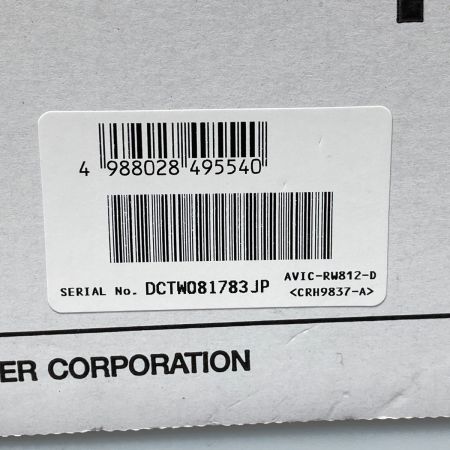 4 988028 495540
AVIC-RW812-D
SERIAL No. DCTW081783JP <CRH9837-A>
ER CORPORATION